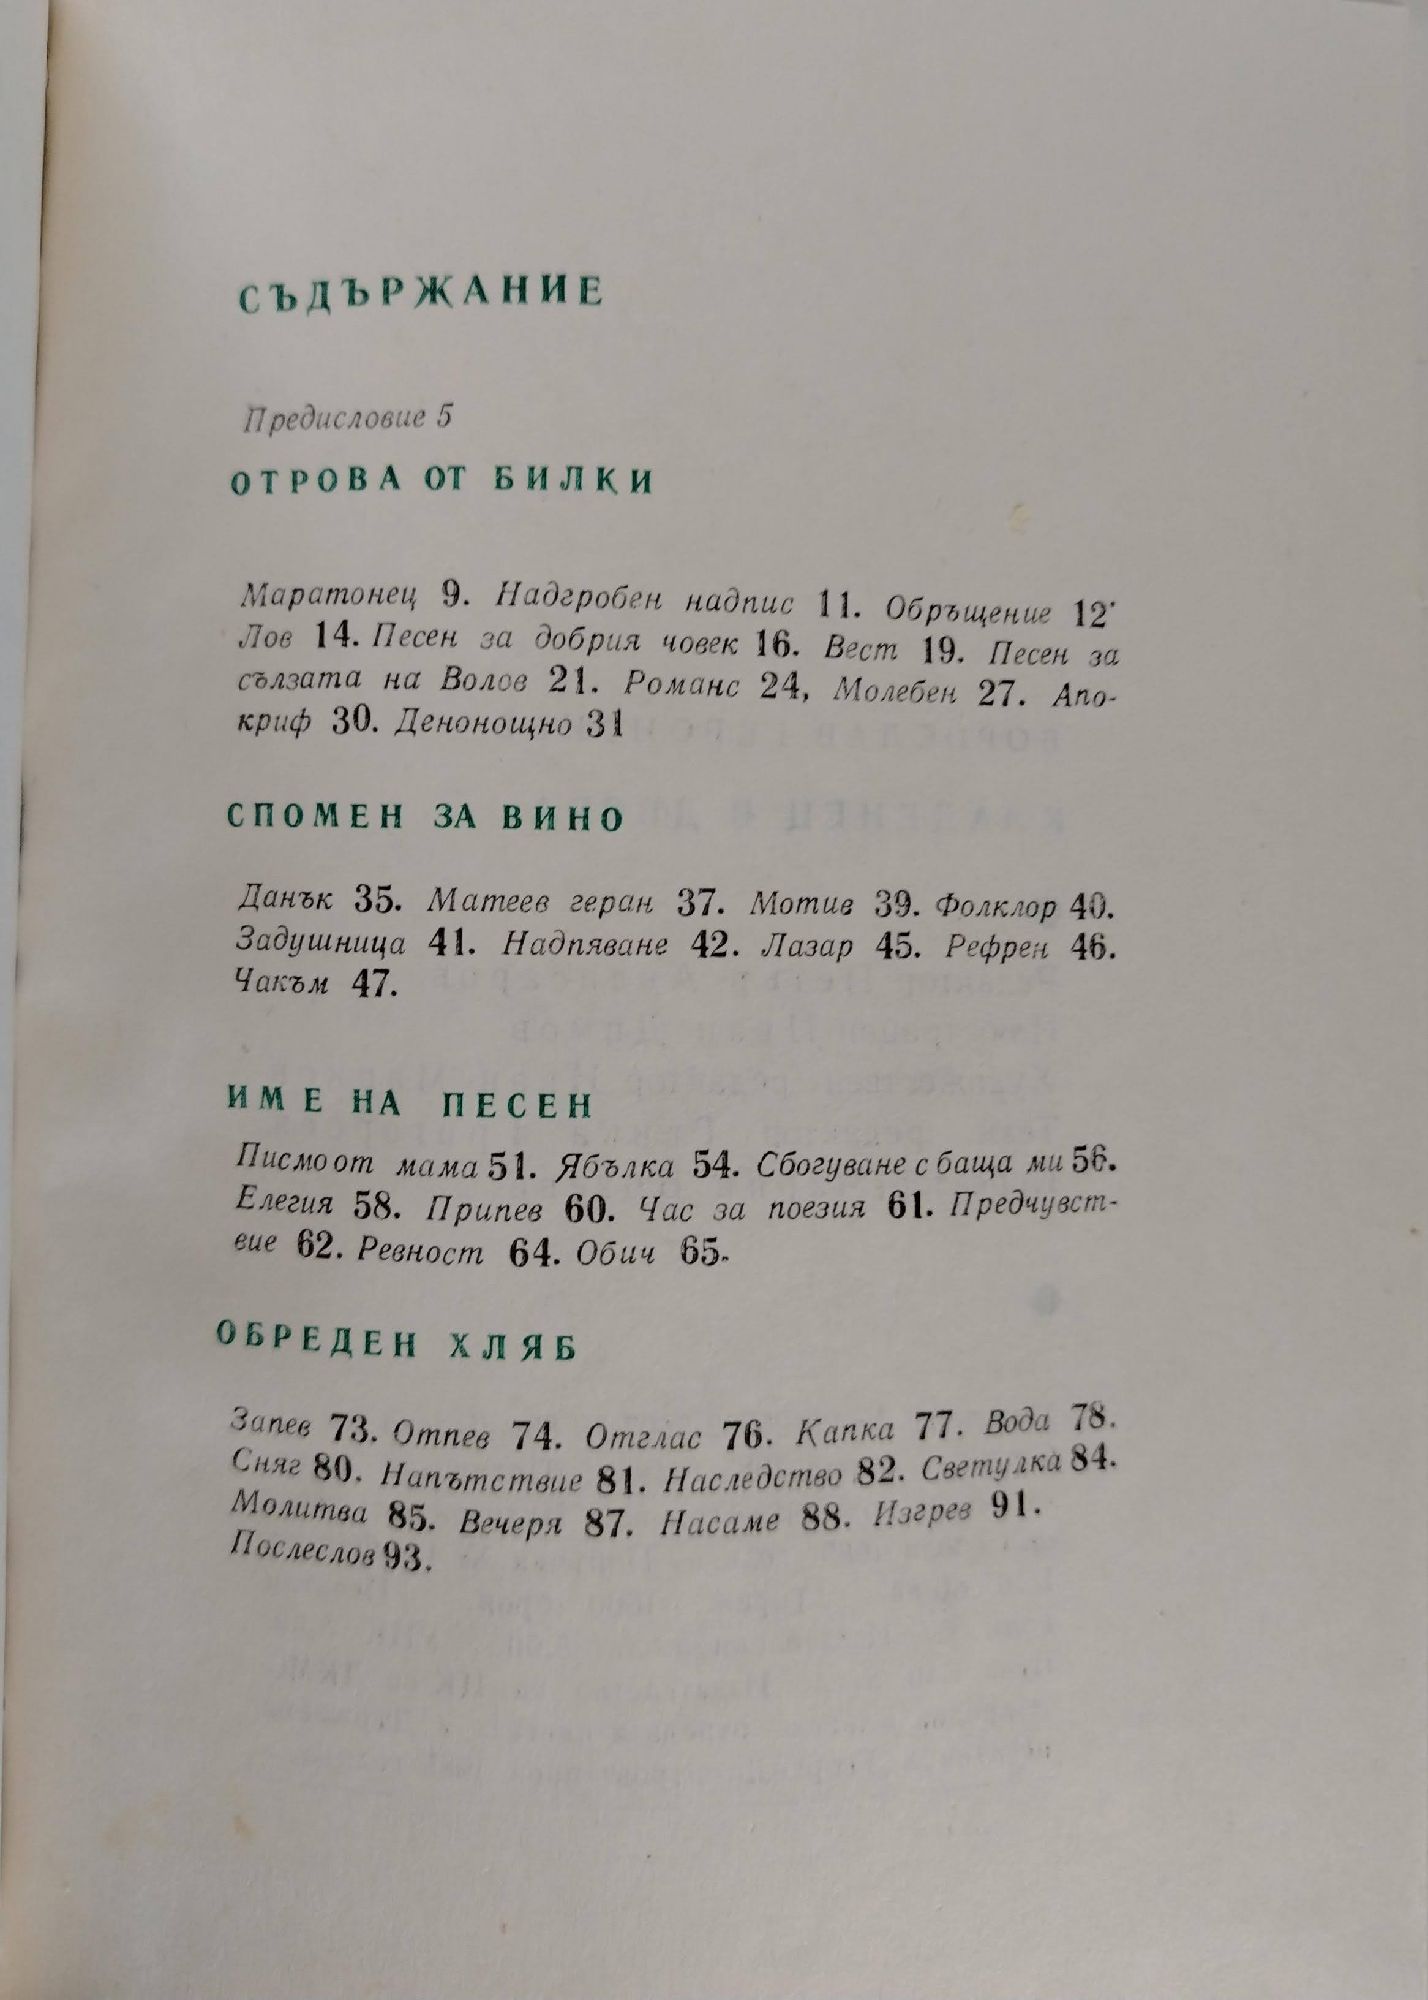 СЪДЪРЖАНИЕ
Предисловие 5
ОТРОВА ОТ БИЛКИ
Маратонец 9. Надгробен надпис 11. Обръщение 12·
Лов 14. Песен за добрия човек 16. Вест 19. Песен за
сълзата на Волов 21. Романс 24, Молебен 27. Апо-
криф 30. Денонощно 31
СПОМЕН ЗА ВИНО
Данък 35. Матеев геран 37. Мотив 39. Фолклор 40.
Задушница 41. Надпяване 42. Лазар 45. Рефрен 46.
Чакъм 47.
ИМЕ НА ПЕСЕН
Писмо от мама 51. Ябълка 54. Сбогуване с баща ми 56.
Елегия 58. Припев 60. Час за поезия 61. Предчувст-
вие 62. Ревност 64. Обич 65.
ОБРЕДЕН ХЛЯБ
Запев 73. Отпев 74. Отглас 76. Капка 77. Вода 78.
Сняг 80. Напътствие 81. Наследство 82. Светулка 84.
Молитва 85. Вечеря 87. Насаме 88. Изгрев 91.
Послеслов 93.